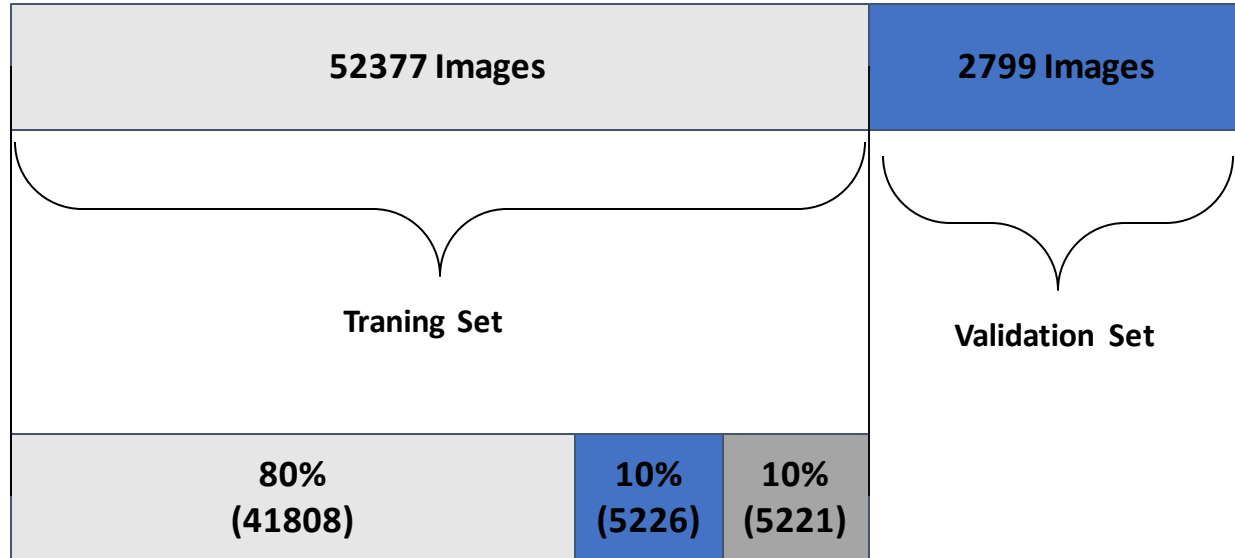 52377 Images
2799 Images
Traning Set
Validation Set
80%
(41808)
10%
(5226)
10%
(5221)